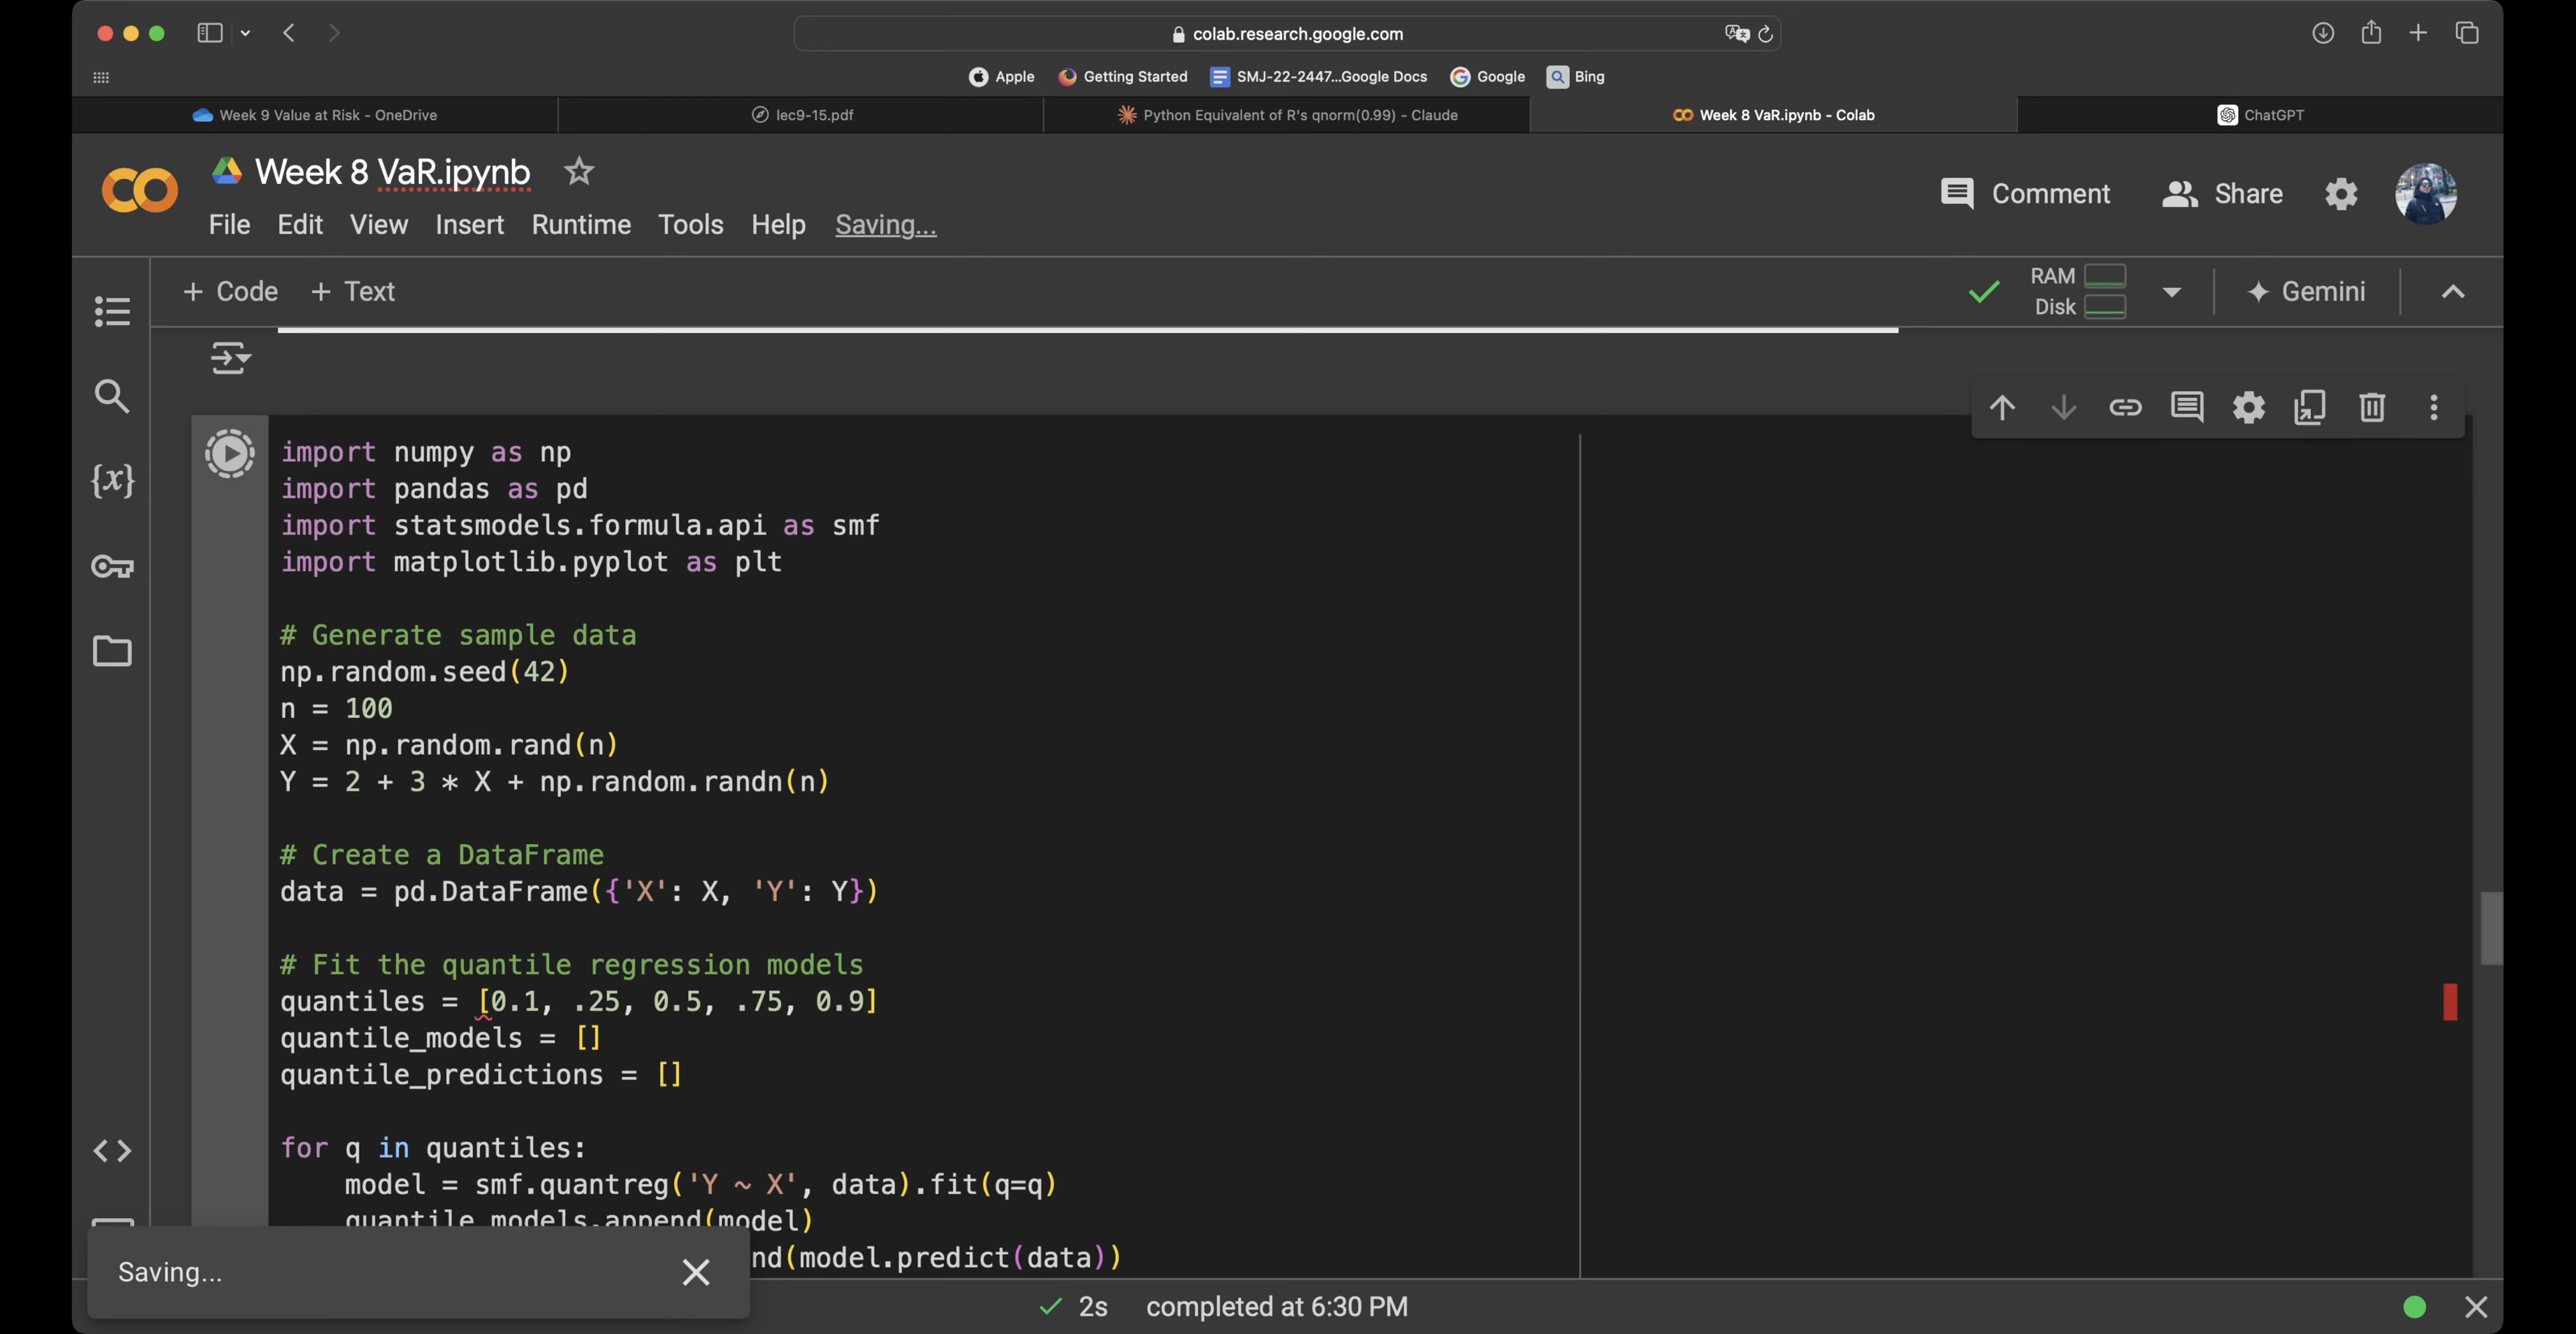 colab.research.google.com
Apple
Getting Started
SMJ-22-2447...Google Docs
Google
Bing
Week 9 Value at Risk - OneDrive
lec9-15.pdf
Python Equivalent of R's qnorm(0.99) - Claude
Week 8 VaR.ipynb - Colab
ChatGPT
Week 8 VaR.ipynb
Comment
Share
File Edit View Insert Runtime Tools Help Saving...
+ Code + Text
RAM
Disk
Gemini
{x}
import numpy as np
import pandas as pd
import statsmodels.formula.api as smf
import matplotlib.pyplot as plt
# Generate sample data
np.random.seed(42)
n = 100
X = np.random.rand(n)
Y = 2 + 3 * X + np.random.randn(n)
# Create a DataFrame
data = pd.DataFrame({'X': X, 'Y': Y})
# Fit the quantile regression models
quantiles = [0.1, .25, 0.5, .75, 0.9]
quantile_models = []
quantile_predictions = []
for q in quantiles:
model = smf.quantreg('Y ~ X', data).fit(q=q)
quantile_models.append(model)
nd(model.predict(data))
Saving...
2s completed at 6:30 PM